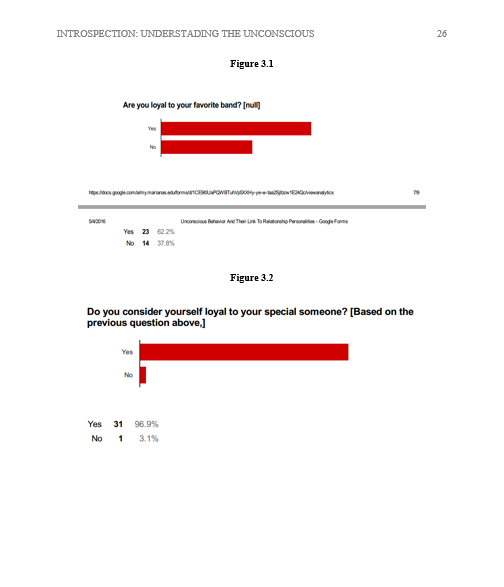 INTROSPECTION: UNDERSTADING THE UNCONSCIOUS 26
Figure 3.1
Are you loyal to your favorite band? [null]
Yes
No
7/9
5/4/2016 Unconscious Behavior And Their Link To Relationship Personalities - Google Forms
Yes 23 62.2%
No 14 37.8%
Figure 3.2
Do you consider yourself loyal to your special someone? [Based on the
previous question above,]
Yes
No
Yes 31 96.9%
No 1 3.1%